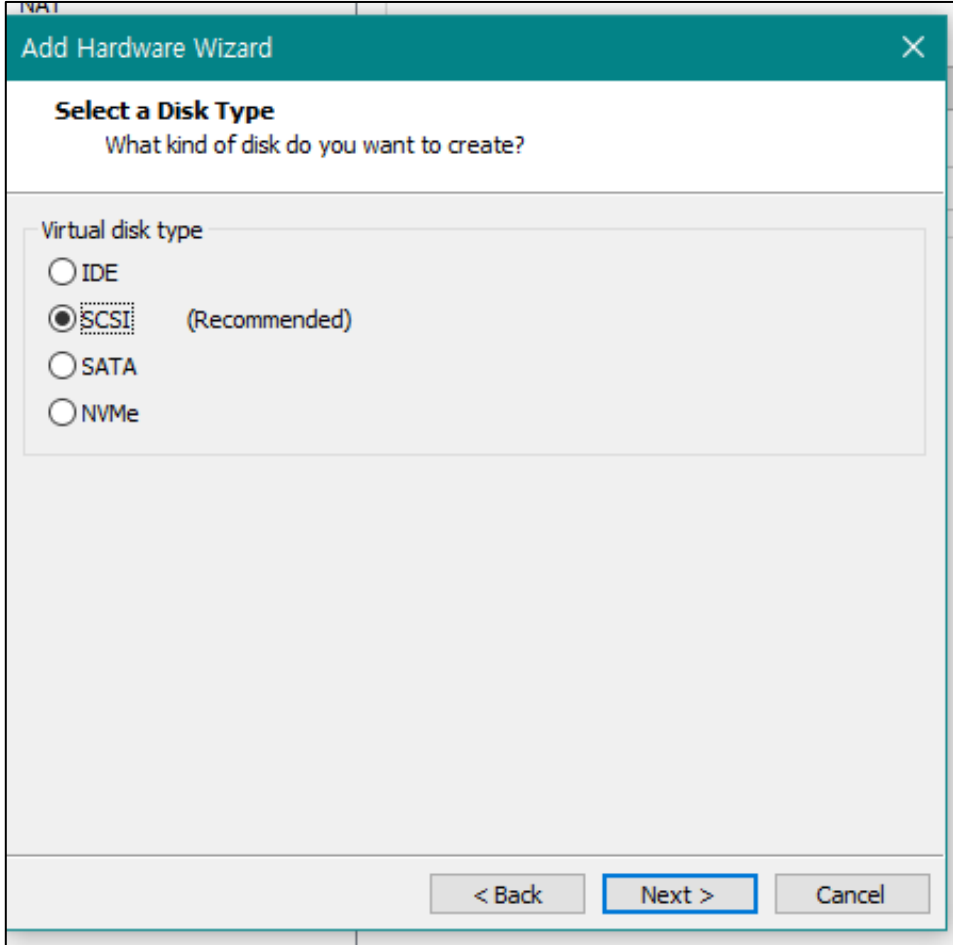 NAT
Add Hardware Wizard
Select a Disk Type
What kind of disk do you want to create?
Virtual disk type
IDE
SCSI (Recommended)
SATA
NVMe
< Back Next > Cancel